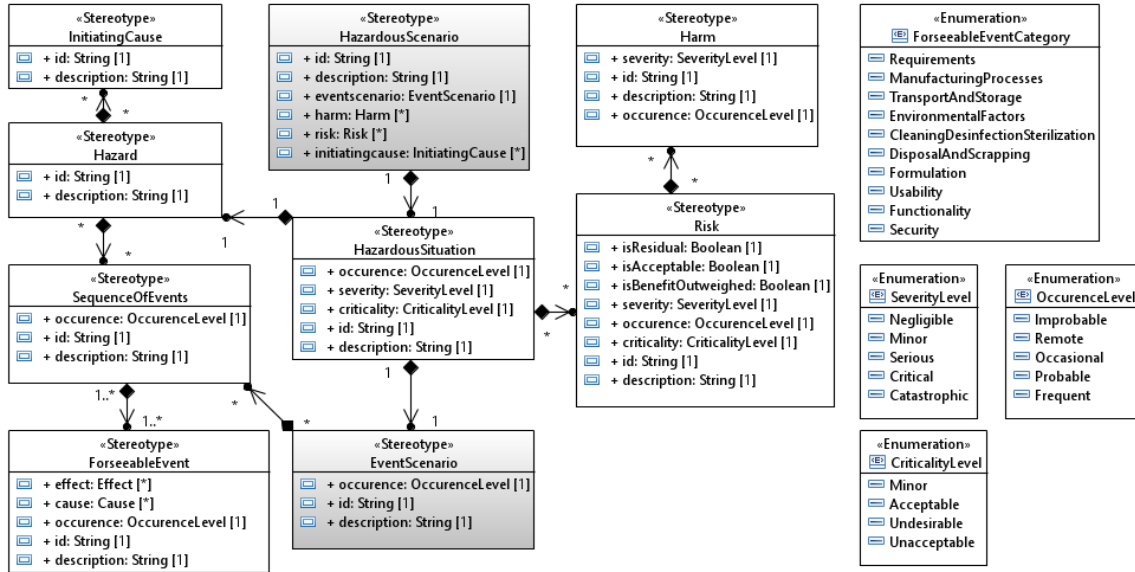 «Stereotype»
InitiatingCause
+ id: String [1]
+ description: String [1]
*
*
«Stereotype»
Hazard
+ id: String [1]
+ description: String [1]
*
*
«Stereotype»
SequenceOfEvents
+ occurence: OccurenceLevel [1]
+ id: String [1]
+ description: String [1]
1..*
1..*
«Stereotype»
ForseeableEvent
+ effect: Effect [*]
+ cause: Cause [*]
+ occurence: OccurenceLevel [1]
+ id: String [1]
+ description: String [1]
«Stereotype»
HazardousScenario
+ id: String [1]
+ description: String [1]
+ eventscenario: EventScenario [1]
+ harm: Harm [*]
+ risk: Risk [*]
+ initiatingcause: InitiatingCause [*]
1
1
1
1
«Stereotype»
HazardousSituation
+ occurence: OccurenceLevel [1]
+ severity: SeverityLevel [1]
+ criticality: CriticalityLevel [1]
+ id: String [1]
+ description: String [1]
1
1
*
*
«Stereotype»
EventScenario
+ occurence: OccurenceLevel [1]
+ id: String [1]
+ description: String [1]
«Stereotype»
Harm
+ severity: SeverityLevel [1]
+ id: String [1]
+ description: String [1]
+ occurence: OccurenceLevel [1]
*
*
*
*
«Stereotype»
Risk
+ isResidual: Boolean [1]
+ isAcceptable: Boolean [1]
+ isBenefitOutweighed: Boolean [1]
+ severity: SeverityLevel [1]
+ occurence: OccurenceLevel [1]
+ criticality: CriticalityLevel [1]
+ id: String [1]
+ description: String [1]
«Enumeration»
ForseeableEventCategory
Requirements
ManufacturingProcesses
TransportAndStorage
EnvironmentalFactors
CleaningDesinfectionSterilization
DisposalAndScrapping
Formulation
Usability
Functionality
Security
«Enumeration»
SeverityLevel
Negligible
Minor
Serious
Critical
Catastrophic
«Enumeration»
OccurenceLevel
Improbable
Remote
Occasional
Probable
Frequent
«Enumeration»
CriticalityLevel
Minor
Acceptable
Undesirable
Unacceptable